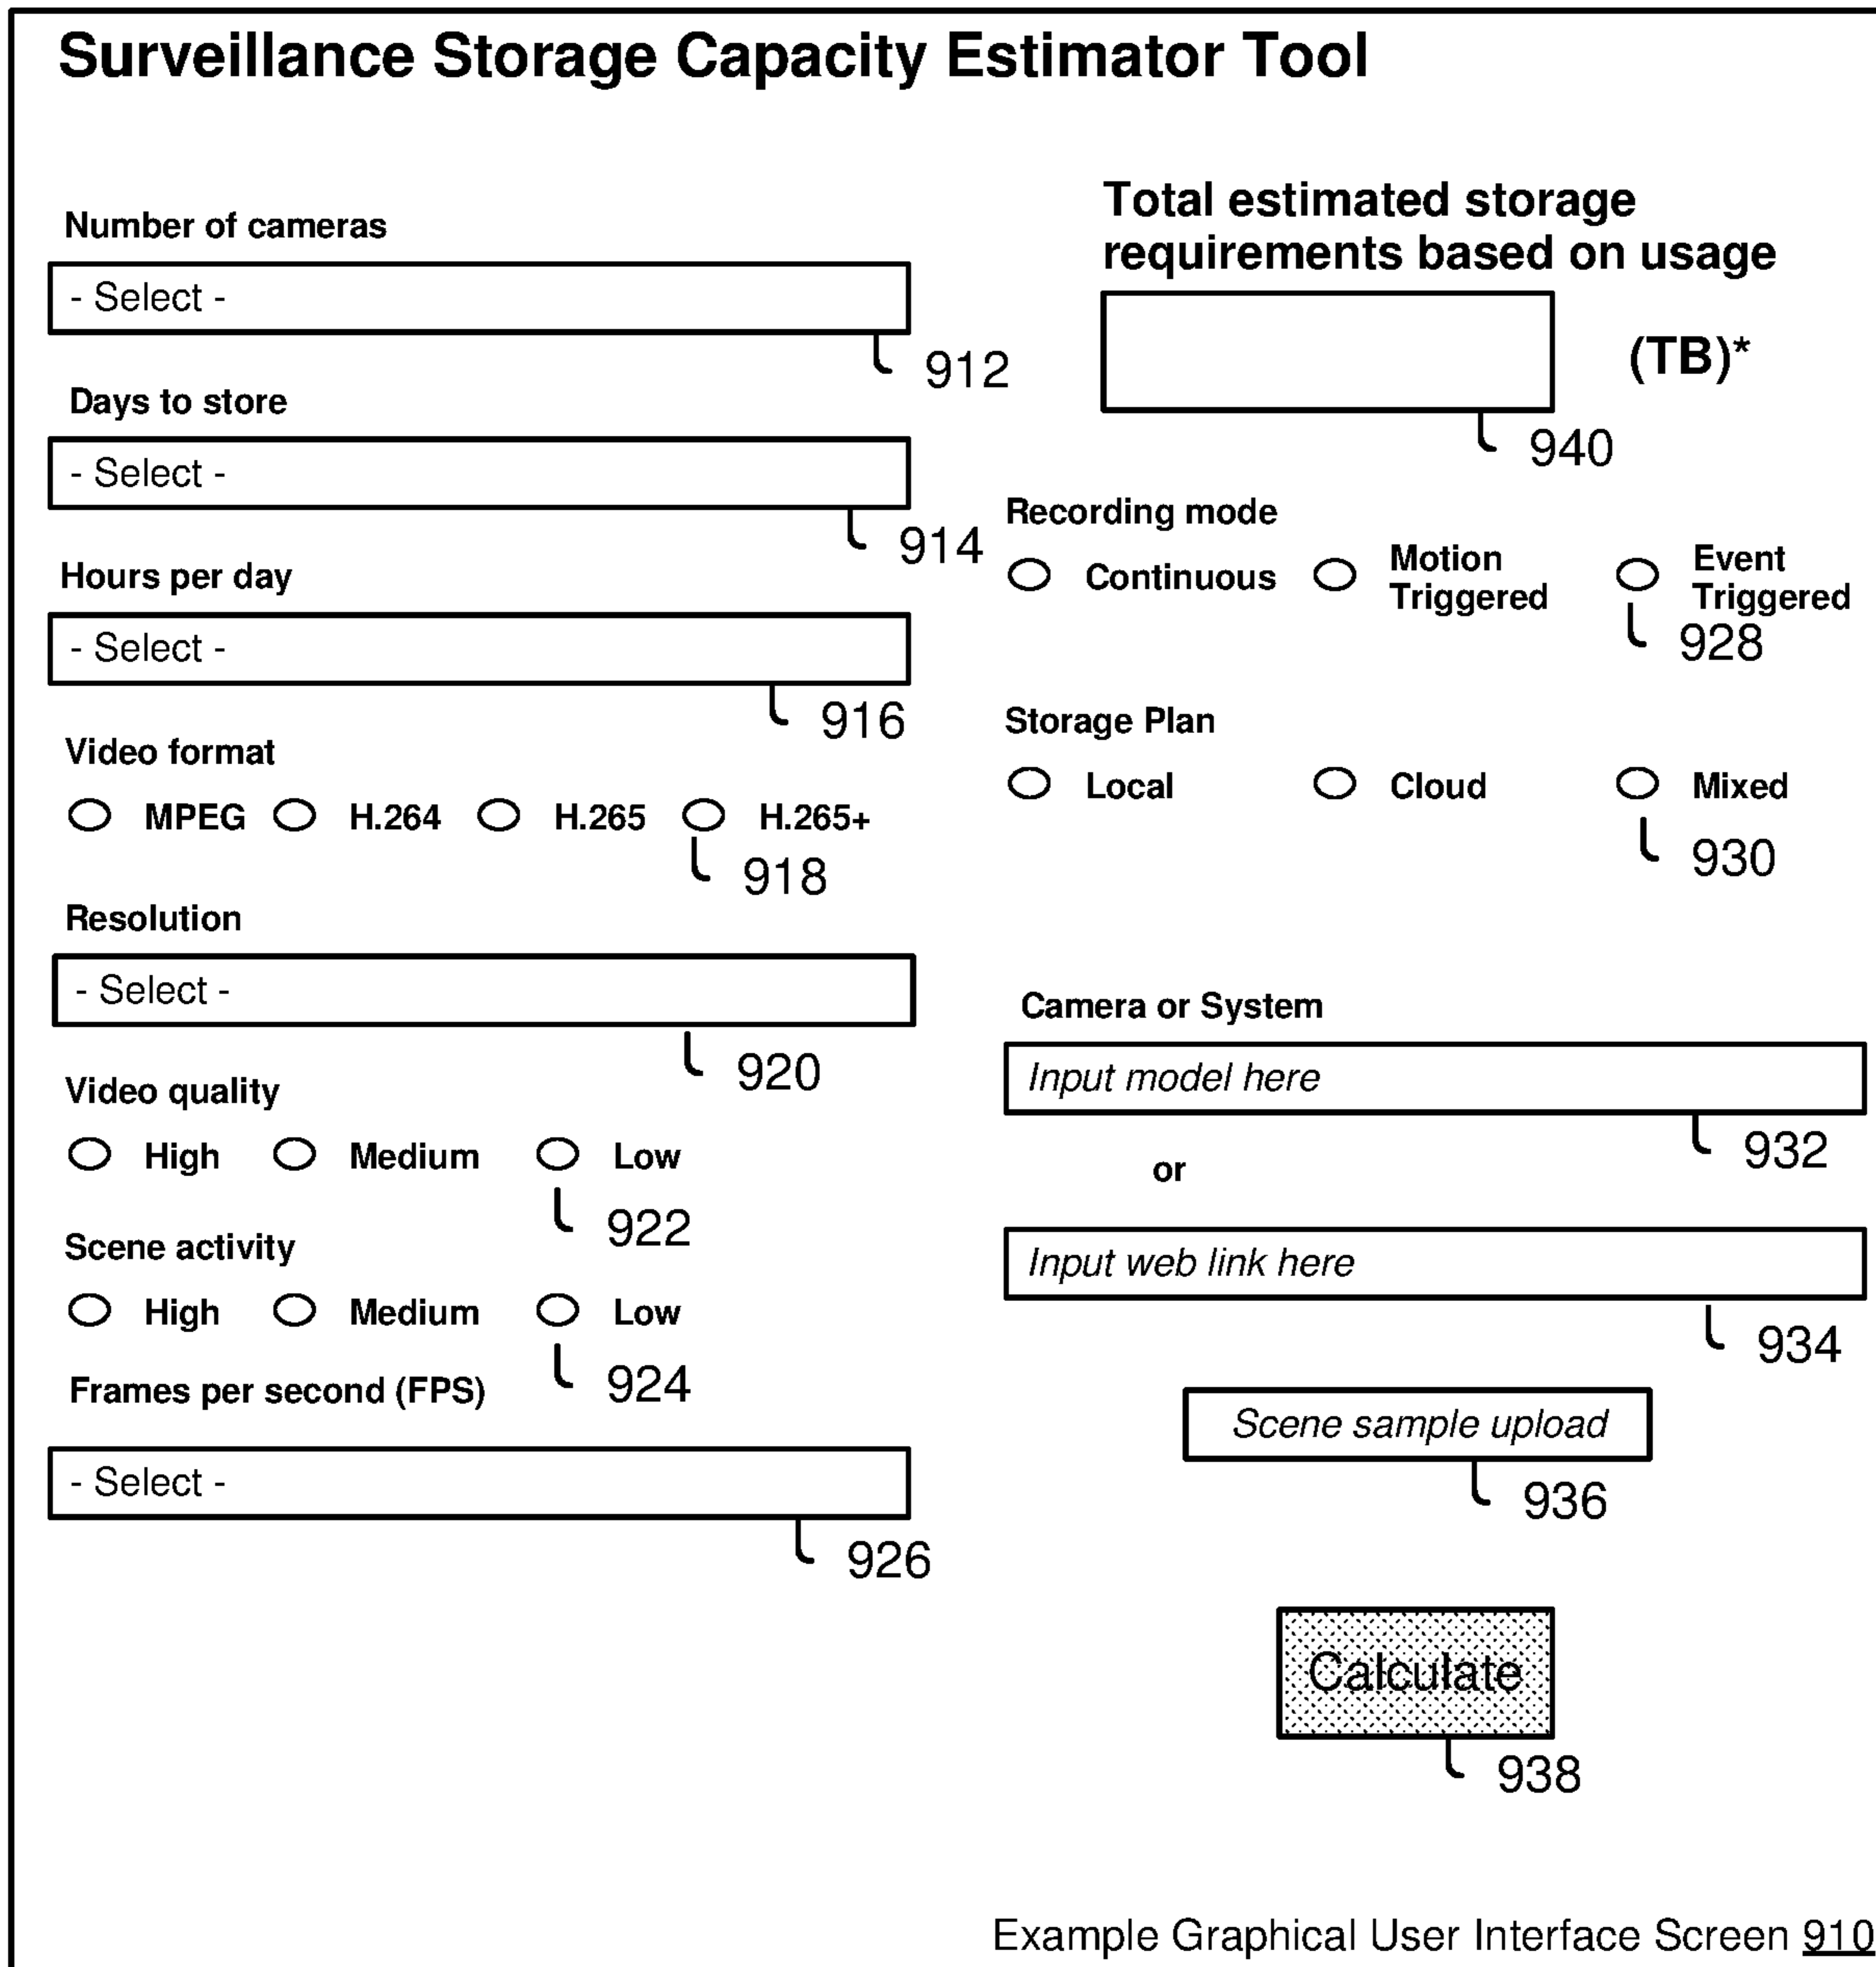 Surveillance Storage Capacity Estimator Tool
Number of cameras
- Select -
912
Days to store
- Select -
914
Hours per day
- Select -
916
Video format
MPEG H.264 H.265 H.265+
918
Resolution
- Select -
920
Video quality
High Medium Low
922
Scene activity
High Medium Low
924
Frames per second (FPS)
- Select -
926
Total estimated storage
requirements based on usage
(TB)*
940
Recording mode
Continuous Motion Triggered Event Triggered
928
Storage Plan
Local Cloud Mixed
930
Camera or System
Input model here
932
or
Input web link here
934
Scene sample upload
936
Calculate
938
Example Graphical User Interface Screen 910